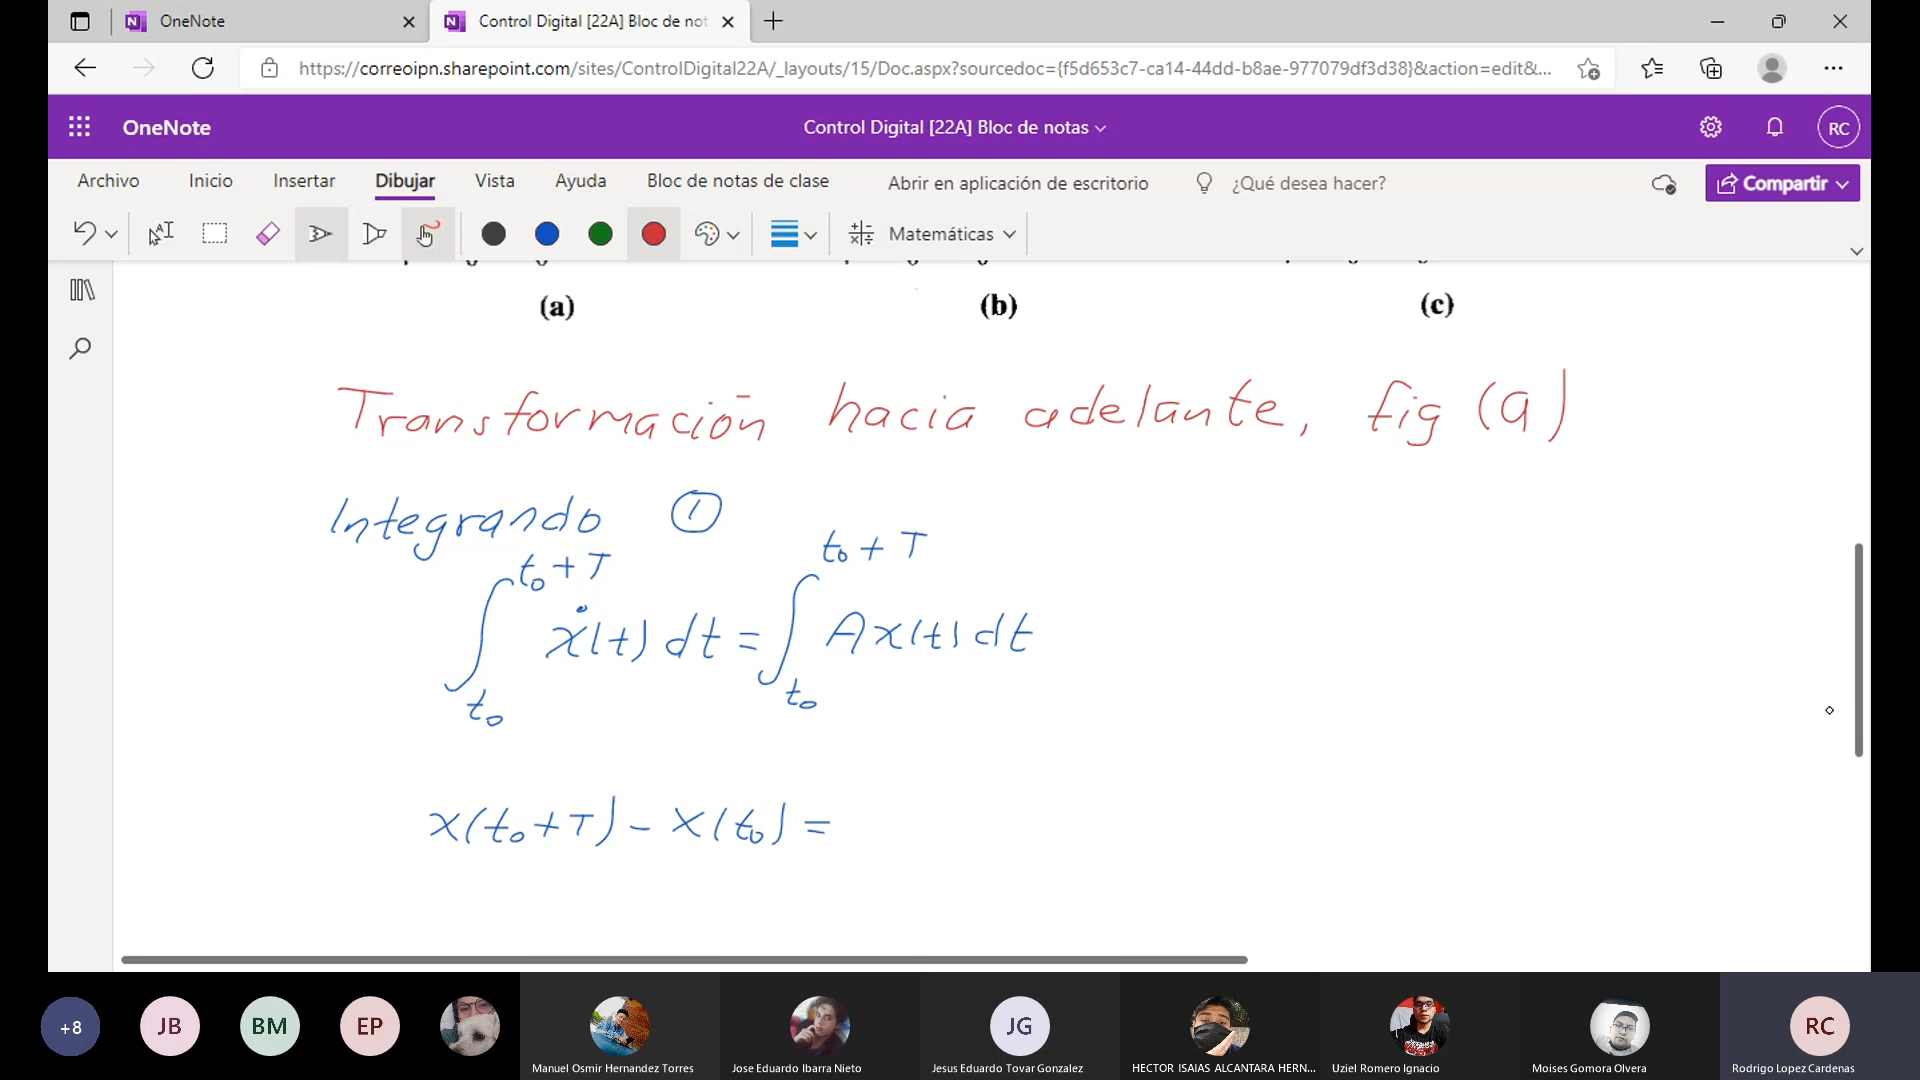 OneNote
Control Digital [22A] Bloc de not
https://correoipn.sharepoint.com/sites/ControlDigital22A/_layouts/15/Doc.aspx?sourcedoc={f5d653c7-ca14-44dd-b8ae-977079df3d38}&action=edit&...
OneNote
Control Digital [22A] Bloc de notas
RC
Archivo
Inicio
Insertar
Dibujar
Vista
Ayuda
Bloc de notas de clase
Abrir en aplicación de escritorio
¿Qué desea hacer?
Compartir
Matemáticas
(a)
(b)
(c)
Transformación hacia adelante, fig (a)
Integrando ①
∫_{t₀}^{t₀+T} ẋ(t) dt = ∫_{t₀}^{t₀+T} A x(t) dt
x(t₀+T) - x(t₀) =
+8
JB
BM
EP
JG
RC
Manuel Osmir Hernandez Torres
Jose Eduardo Ibarra Nieto
Jesus Eduardo Tovar Gonzalez
HECTOR ISAIAS ALCANTARA HERN...
Uziel Romero Ignacio
Moises Gomora Olvera
Rodrigo Lopez Cardenas